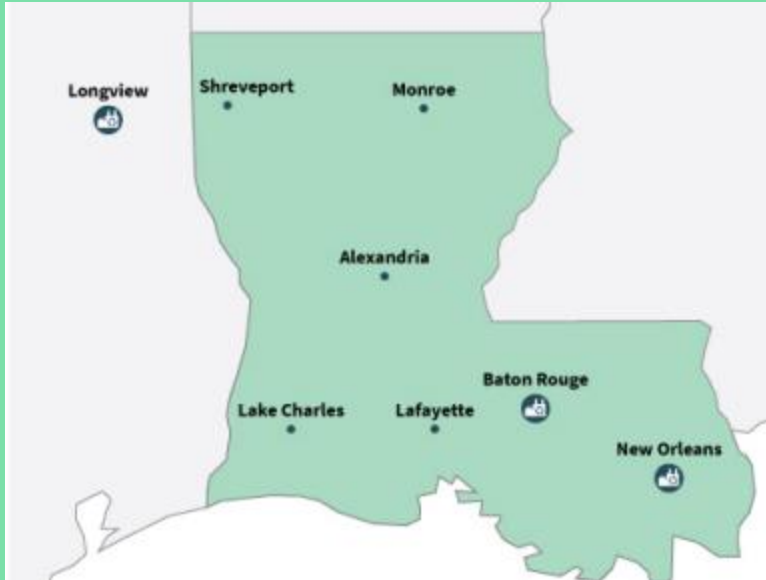 Longview
Shreveport
Monroe
Alexandria
Baton Rouge
Lake Charles
Lafayette
New Orleans